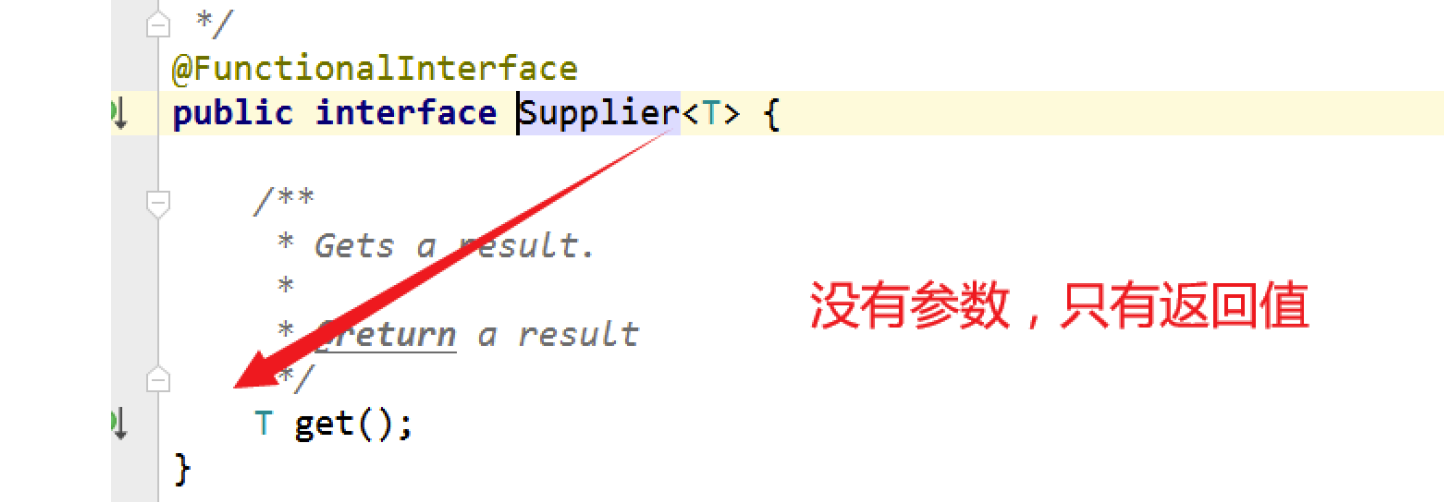 */
@FunctionalInterface
public interface Supplier<T> {
/**
* Gets a result.
*
* @return a result
*/
没有参数，只有返回值
T get();
}